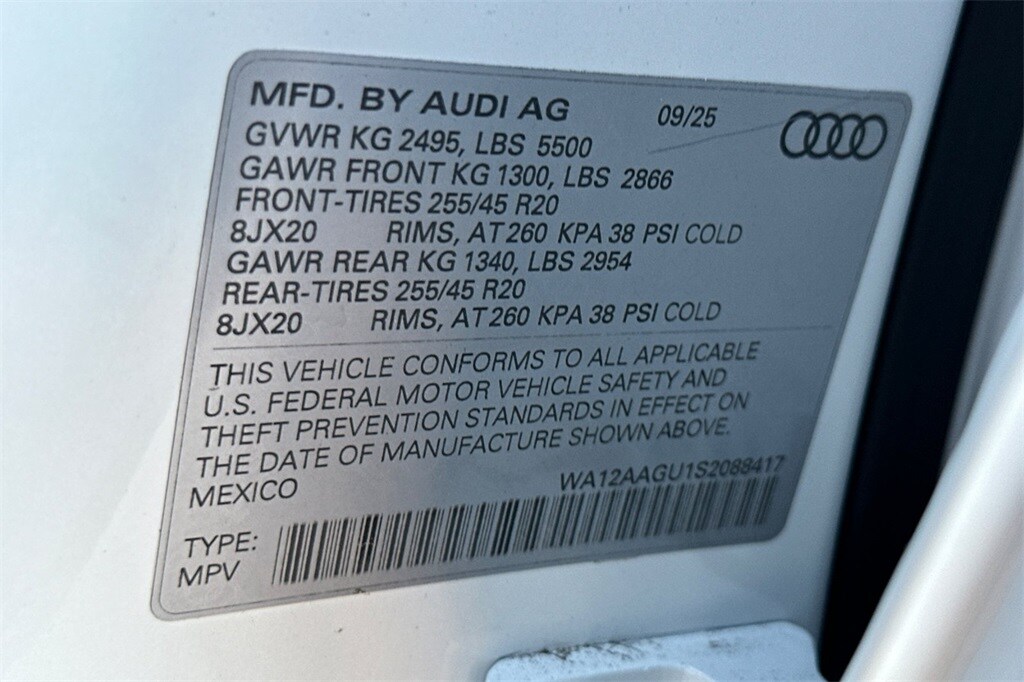 MFD. BY AUDI AG 09/25
GVWR KG 2495, LBS 5500
GAWR FRONT KG 1300, LBS 2866
FRONT-TIRES 255/45 R20
8JX20 RIMS, AT 260 KPA 38 PSI COLD
GAWR REAR KG 1340, LBS 2954
REAR-TIRES 255/45 R20
8JX20 RIMS, AT 260 KPA 38 PSI COLD
THIS VEHICLE CONFORMS TO ALL APPLICABLE
U.S. FEDERAL MOTOR VEHICLE SAFETY AND
THEFT PREVENTION STANDARDS IN EFFECT ON
THE DATE OF MANUFACTURE SHOWN ABOVE.
MEXICO WA12AAGU1S2088417
TYPE:
MPV